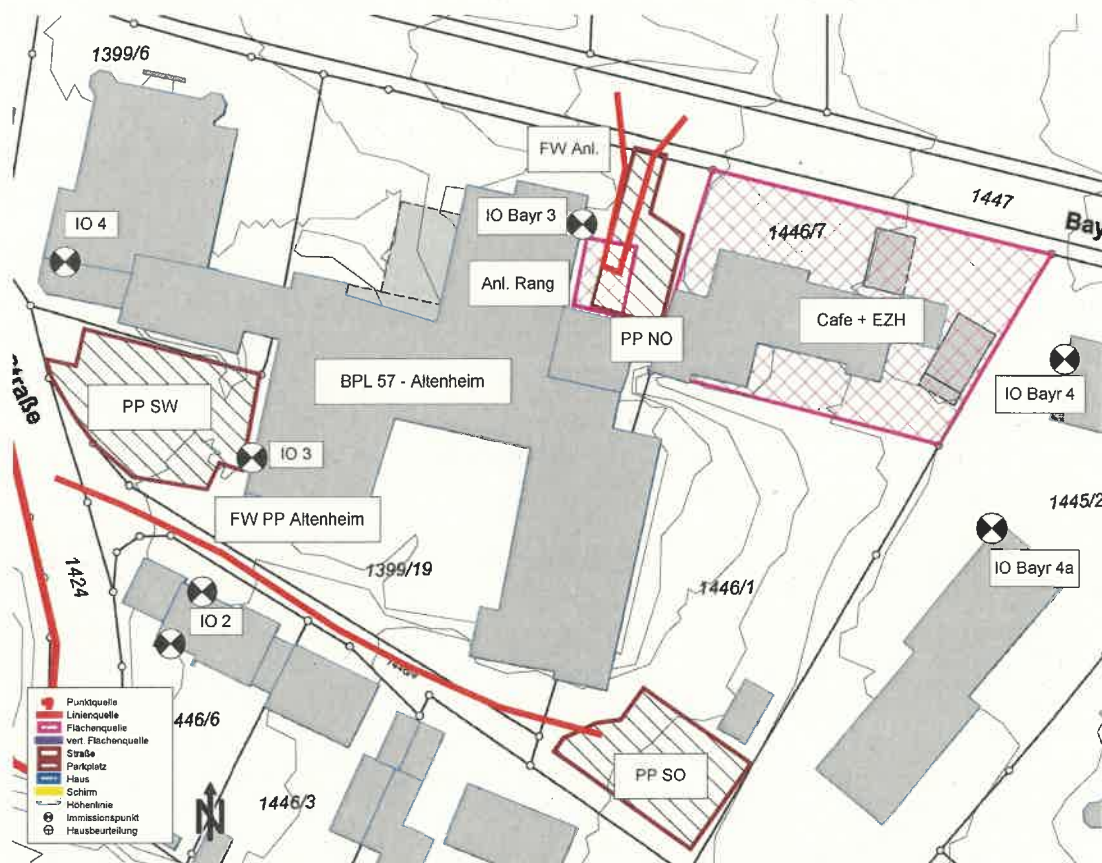 1399/6
FW Anl.
1447
Bay
IO 4
IO Bayr 3
1446/7
Anl. Rang
Cafe + EZH
PP NO
BPL 57 - Altenheim
IO Bayr 4
PP SW
Straße
IO 3
1445/2
FW PP Altenheim
1424
1399/19
1446/1
IO Bayr 4a
IO 2
Punktquelle
Linienquelle
Flächenquelle
vert. Flächenquelle
Straße
Parkplatz
Haus
Schirm
Höhenlinie
Immissionspunkt
Hausbeurteilung
446/6
N
1446/3
PP SO